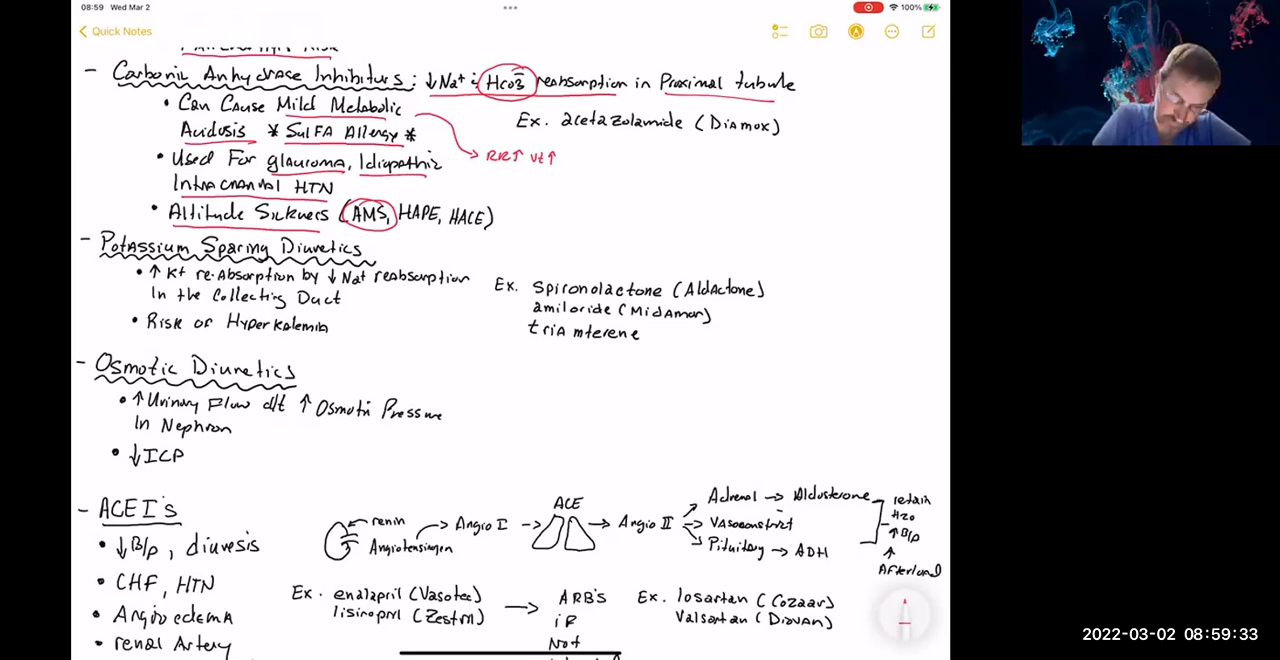 08:59 Wed Mar 2
100%
Quick Notes
- Carbonic Anhydrase Inhibitors: ↓Na+ : Hco3̄ reabsorption in Proximal tubule
• Can Cause Mild Metabolic
Acidosis * SulFA Allergy *
Ex. acetazolamide (Diamox)
RR↑ Vt↑
• Used For glauroma, Idiopathic
Intracranial HTN
• Altitude Sickness (AMS, HAPE, HACE)
- Potassium Sparing Diuretics
• ↑ K+ re-Absorption by ↓ Na+ reabsorption
In the Collecting Duct
• Risk of Hyperkalemia
Ex. Spironolactone (Aldactone)
amiloride (Midamor)
triamterene
- Osmotic Diuretics
• ↑ Urinary Flow d/t ↑ Osmotic Pressure
In Nephron
• ↓ICP
- ACE I's
• ↓B/p, diuresis
• CHF, HTN
• Angioedema
• renal Artery
renin
Angiotensinogen
→ Angio I →
ACE
→ Angio II
Adrenal → Aldosterone
Vasoconstrict
Pituitary → ADH
retain
H2O
↑B/p
↑
Afterload
Ex. enalapril (Vasotec)
lisinopril (Zestril)
→ ARB's
if
Not
Ex. losartan (Cozaar)
Valsartan (Diovan)
2022-03-02 08:59:33